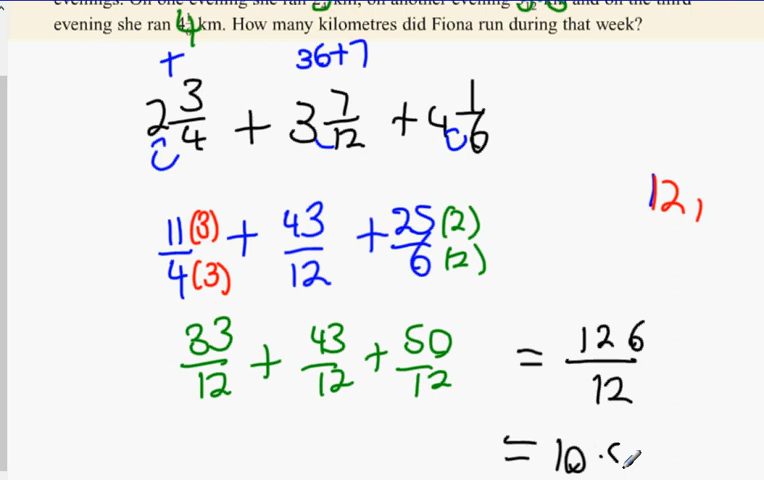 evening she ran 4 km. How many kilometres did Fiona run during that week?
+ 36+7
2 3/4 + 3 7/12 + 4 1/6
12,
11(3)/4(3) + 43/12 + 25(2)/6(2)
33/12 + 43/12 + 50/12 = 126/12
= 10.